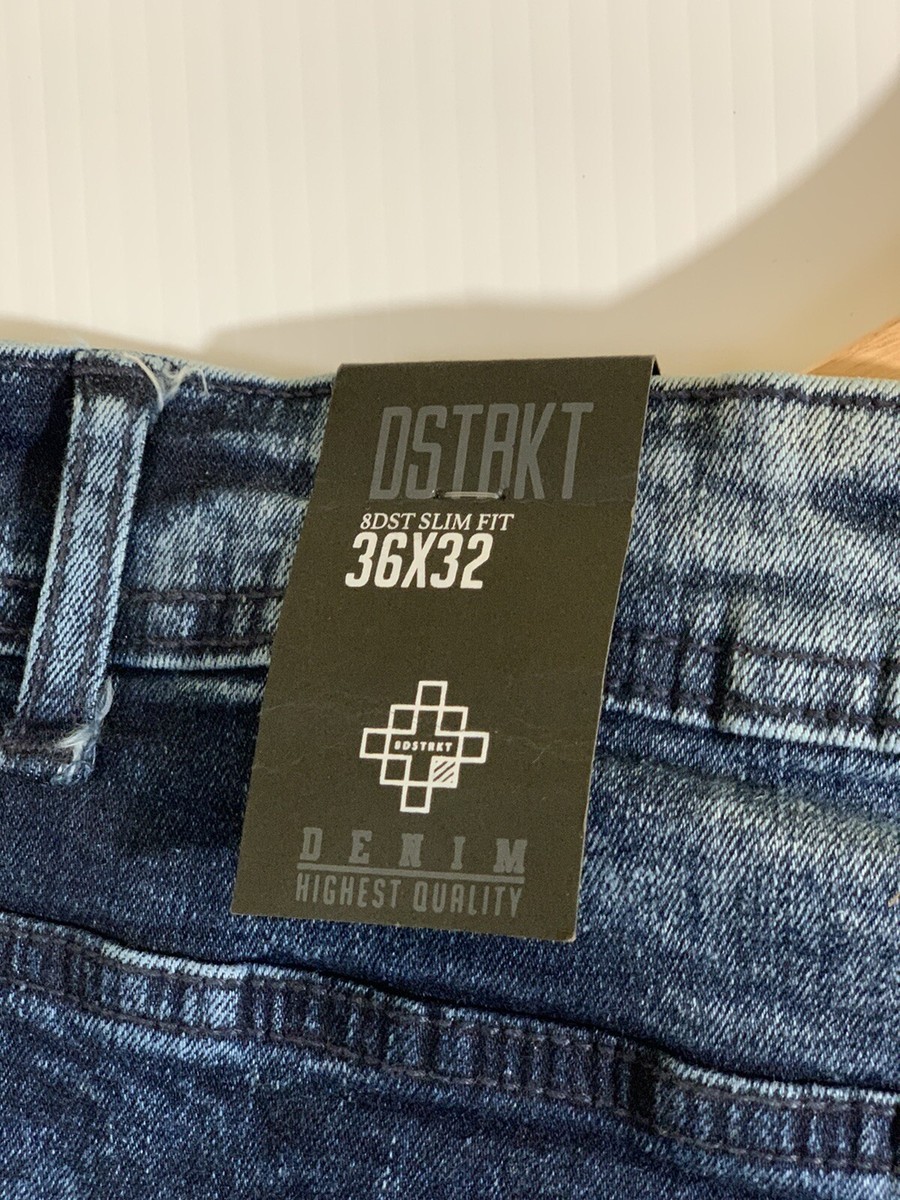 DSTRKT
8DST SLIM FIT
36X32
8DSTRKT
DENIM
HIGHEST QUALITY